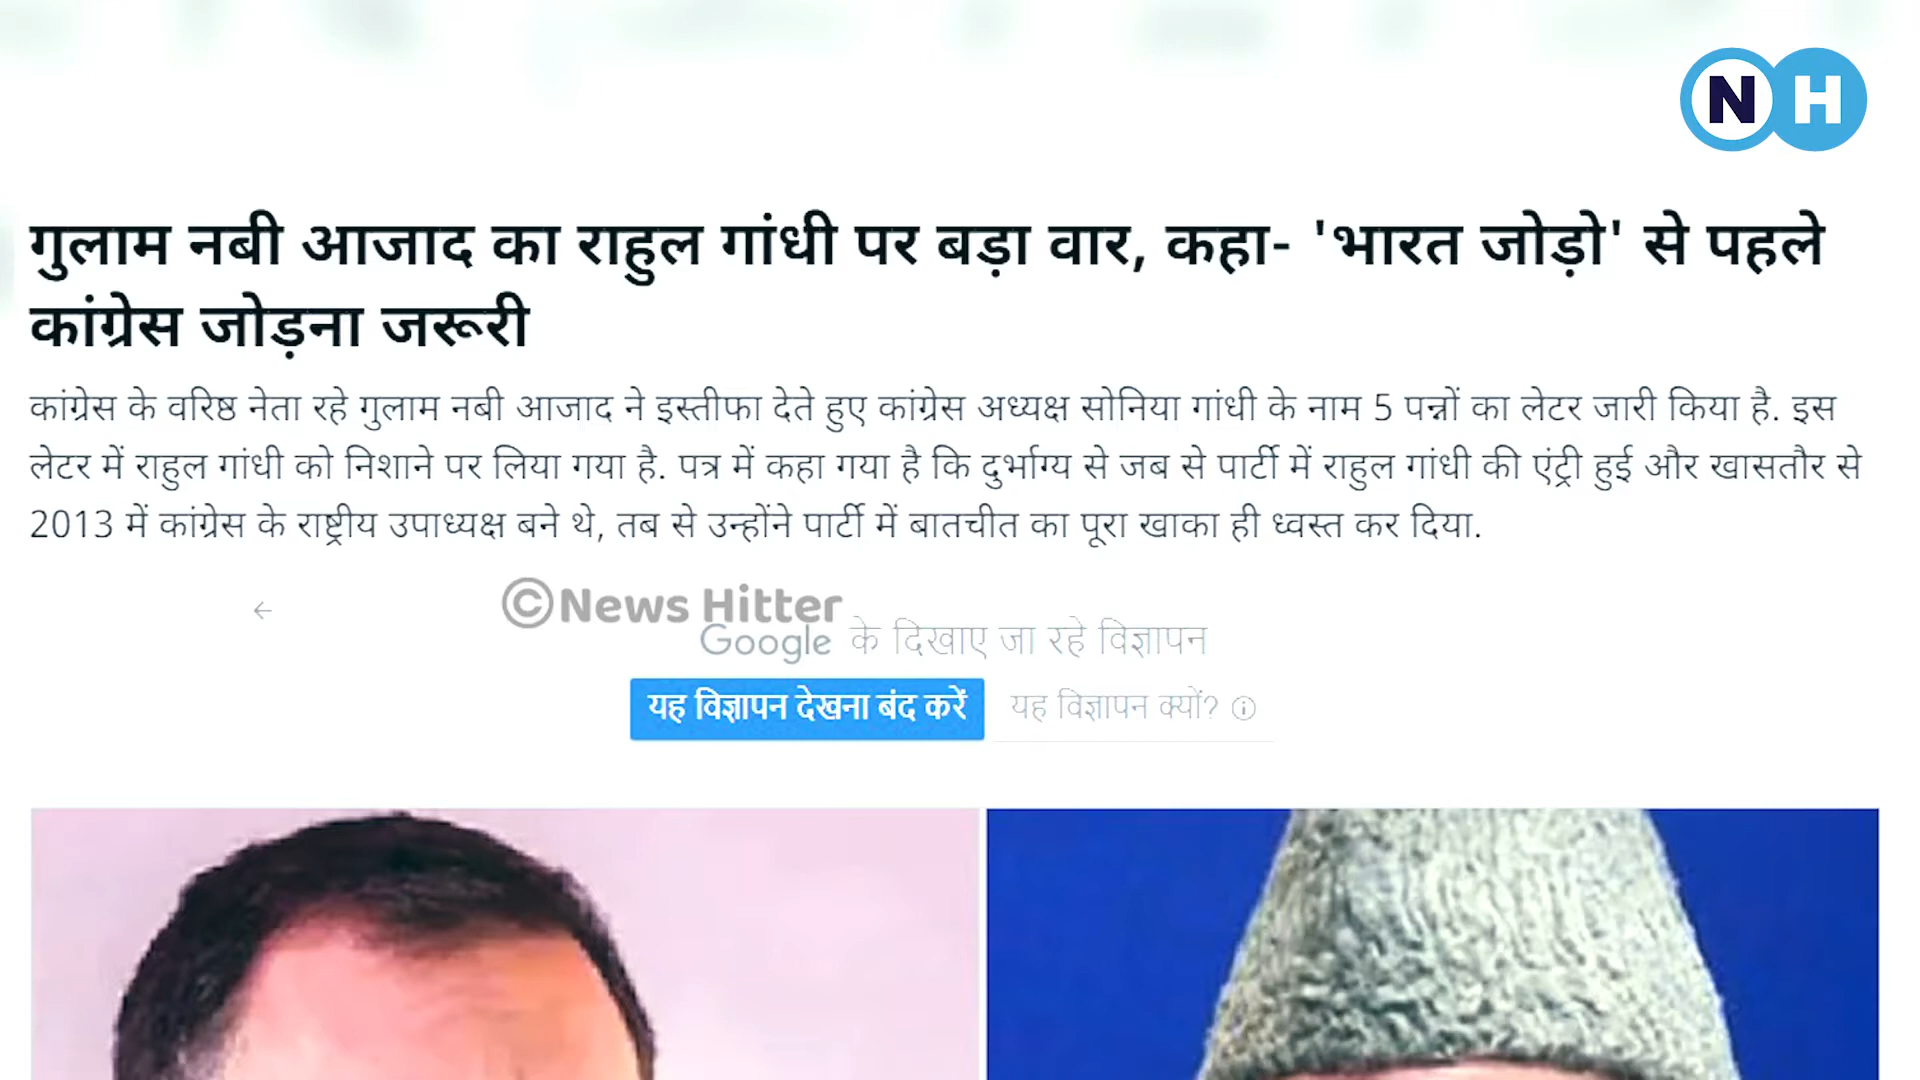 N H
गुलाम नबी आजाद का राहुल गांधी पर बड़ा वार, कहा- 'भारत जोड़ो' से पहले
कांग्रेस जोड़ना जरूरी
कांग्रेस के वरिष्ठ नेता रहे गुलाम नबी आजाद ने इस्तीफा देते हुए कांग्रेस अध्यक्ष सोनिया गांधी के नाम 5 पन्नों का लेटर जारी किया है. इस
लेटर में राहुल गांधी को निशाने पर लिया गया है. पत्र में कहा गया है कि दुर्भाग्य से जब से पार्टी में राहुल गांधी की एंट्री हुई और खासतौर से
2013 में कांग्रेस के राष्ट्रीय उपाध्यक्ष बने थे, तब से उन्होंने पार्टी में बातचीत का पूरा खाका ही ध्वस्त कर दिया.
©News Hitter
Google के दिखाए जा रहे विज्ञापन
यह विज्ञापन देखना बंद करें यह विज्ञापन क्यों?